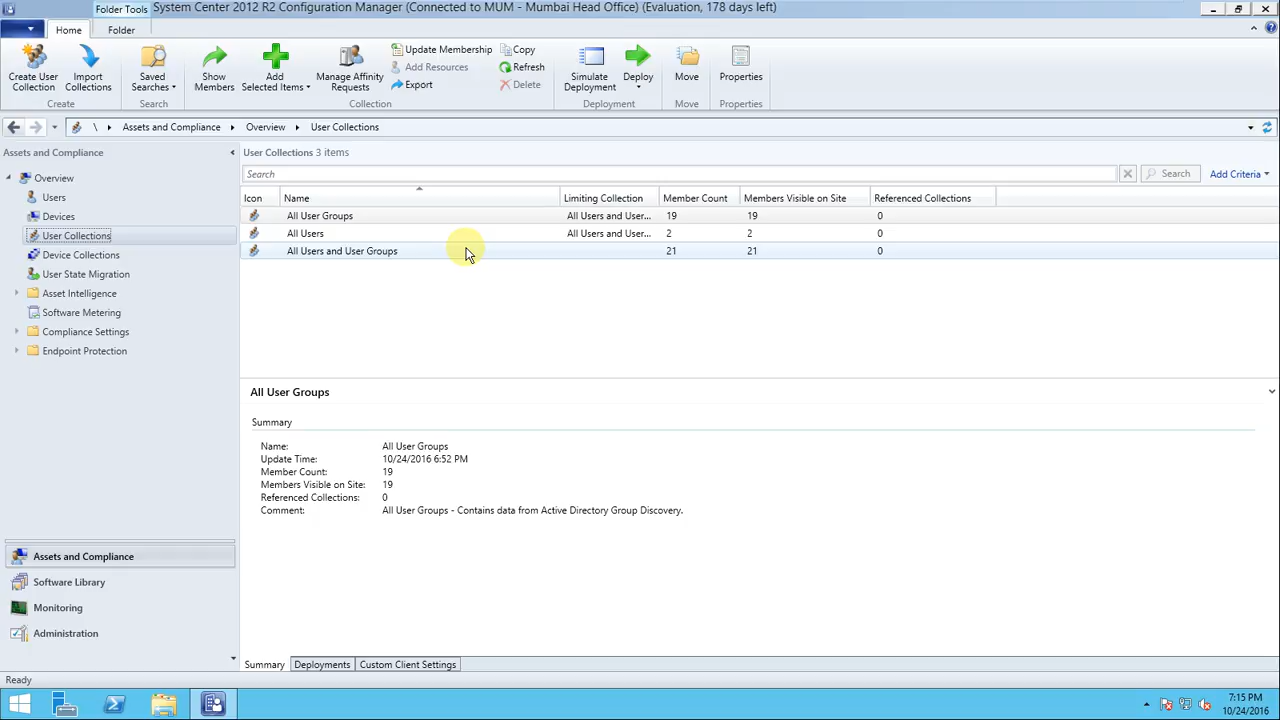 Folder Tools System Center 2012 R2 Configuration Manager (Connected to MUM - Mumbai Head Office) (Evaluation, 178 days left)
Home Folder
Create User Collection
Import Collections
Create
Saved Searches
Search
Show Members
Add Selected Items
Manage Affinity Requests
Update Membership
Add Resources
Export
Copy
Refresh
Delete
Collection
Simulate Deployment
Deploy
Deployment
Move
Move
Properties
Properties
\ Assets and Compliance Overview User Collections
Assets and Compliance
Overview
Users
Devices
User Collections
Device Collections
User State Migration
Asset Intelligence
Software Metering
Compliance Settings
Endpoint Protection
Assets and Compliance
Software Library
Monitoring
Administration
User Collections 3 items
Search Search Add Criteria
Icon Name Limiting Collection Member Count Members Visible on Site Referenced Collections
All User Groups All Users and User... 19 19 0
All Users All Users and User... 2 2 0
All Users and User Groups 21 21 0
All User Groups
Summary
Name: All User Groups
Update Time: 10/24/2016 6:52 PM
Member Count: 19
Members Visible on Site: 19
Referenced Collections: 0
Comment: All User Groups - Contains data from Active Directory Group Discovery.
Summary Deployments Custom Client Settings
Ready
7:15 PM
10/24/2016